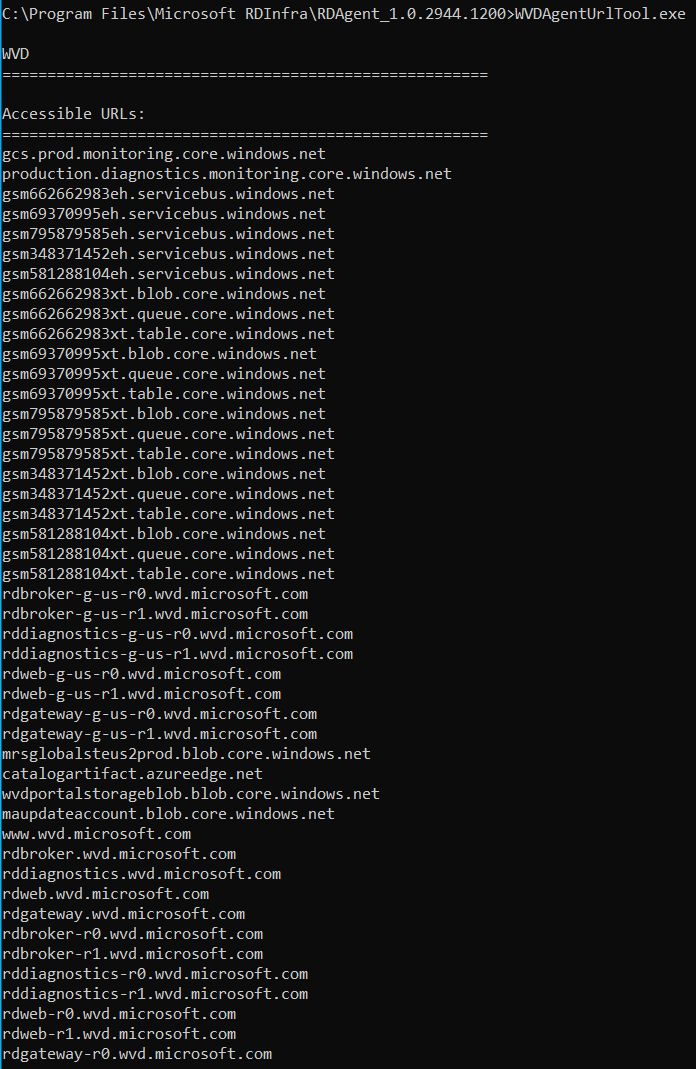 C:\Program Files\Microsoft RDInfra\RDAgent_1.0.2944.1200>WVDAgentUrlTool.exe
WVD
======================================================
Accessible URLs:
======================================================
gcs.prod.monitoring.core.windows.net
production.diagnostics.monitoring.core.windows.net
gsm662662983eh.servicebus.windows.net
gsm69370995eh.servicebus.windows.net
gsm795879585eh.servicebus.windows.net
gsm348371452eh.servicebus.windows.net
gsm581288104eh.servicebus.windows.net
gsm662662983xt.blob.core.windows.net
gsm662662983xt.queue.core.windows.net
gsm662662983xt.table.core.windows.net
gsm69370995xt.blob.core.windows.net
gsm69370995xt.queue.core.windows.net
gsm69370995xt.table.core.windows.net
gsm795879585xt.blob.core.windows.net
gsm795879585xt.queue.core.windows.net
gsm795879585xt.table.core.windows.net
gsm348371452xt.blob.core.windows.net
gsm348371452xt.queue.core.windows.net
gsm348371452xt.table.core.windows.net
gsm581288104xt.blob.core.windows.net
gsm581288104xt.queue.core.windows.net
gsm581288104xt.table.core.windows.net
rdbroker-g-us-r0.wvd.microsoft.com
rdbroker-g-us-r1.wvd.microsoft.com
rddiagnostics-g-us-r0.wvd.microsoft.com
rddiagnostics-g-us-r1.wvd.microsoft.com
rdweb-g-us-r0.wvd.microsoft.com
rdweb-g-us-r1.wvd.microsoft.com
rdgateway-g-us-r0.wvd.microsoft.com
rdgateway-g-us-r1.wvd.microsoft.com
mrsglobalsteus2prod.blob.core.windows.net
catalogartifact.azureedge.net
wvdportalstorageblob.blob.core.windows.net
maupdateaccount.blob.core.windows.net
www.wvd.microsoft.com
rdbroker.wvd.microsoft.com
rddiagnostics.wvd.microsoft.com
rdweb.wvd.microsoft.com
rdgateway.wvd.microsoft.com
rdbroker-r0.wvd.microsoft.com
rdbroker-r1.wvd.microsoft.com
rddiagnostics-r0.wvd.microsoft.com
rddiagnostics-r1.wvd.microsoft.com
rdweb-r0.wvd.microsoft.com
rdweb-r1.wvd.microsoft.com
rdgateway-r0.wvd.microsoft.com